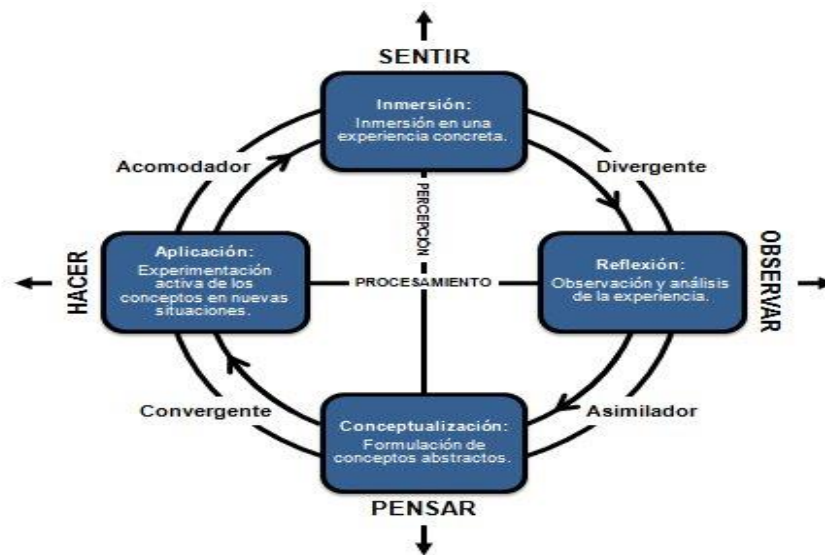 SENTIR
Inmersión:
Inmersión en una
experiencia concreta.
Acomodador
Divergente
PERCEPCIÓN
HACER
Aplicación:
Experimentación
activa de los
conceptos en nuevas
situaciones.
PROCESAMIENTO
Reflexión:
Observación y análisis
de la experiencia.
OBSERVAR
Convergente
Asimilador
Conceptualización:
Formulación de
conceptos abstractos.
PENSAR